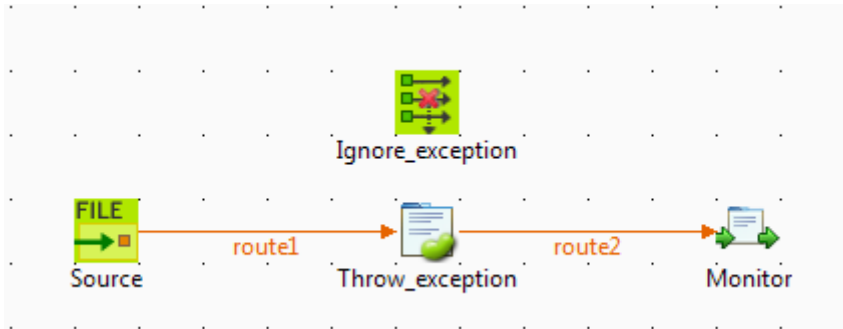 Ignore_exception
FILE
route1
route2
Source
Throw_exception
Monitor